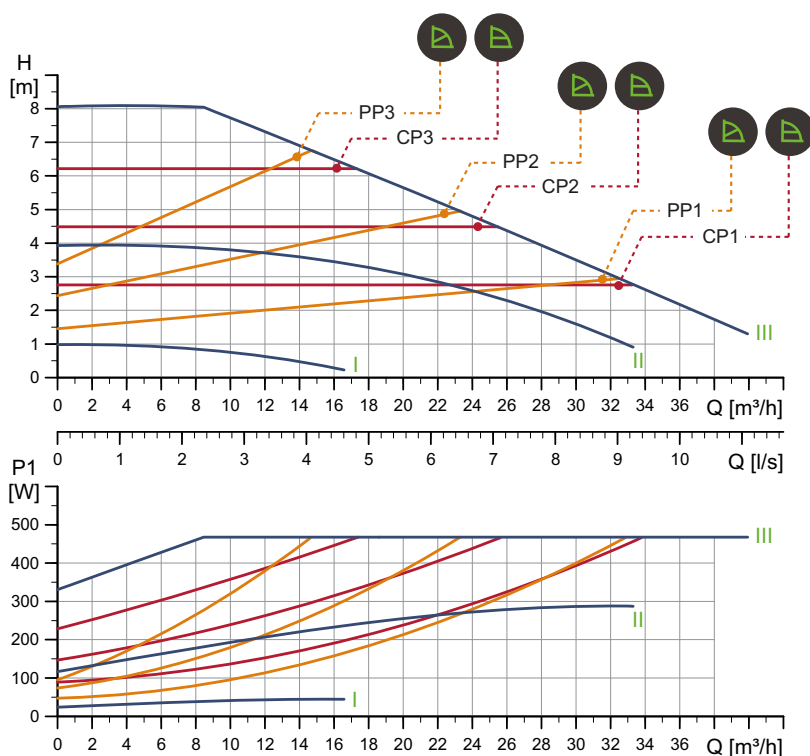 H
[m]
8
7
6
5
4
3
2
1
0
PP3
CP3
PP2
CP2
PP1
CP1
I
II
III
0 2 4 6 8 10 12 14 16 18 20 22 24 26 28 30 32 34 36 Q [m³/h]
0 1 2 3 4 5 6 7 8 9 10 Q [l/s]
P1
[W]
500
400
300
200
100
0
III
II
I
0 2 4 6 8 10 12 14 16 18 20 22 24 26 28 30 32 34 36 Q [m³/h]